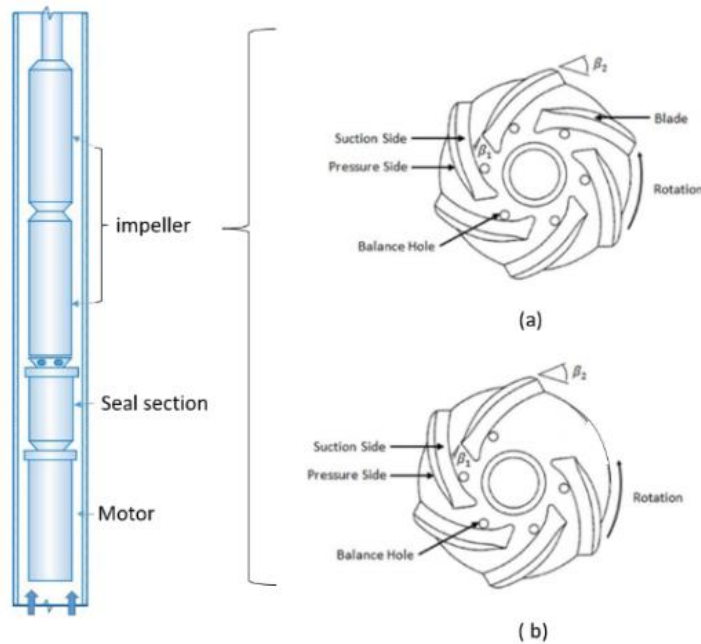 impeller
Seal section
Motor
β₂
Suction Side
Blade
β₁
Pressure Side
Rotation
Balance Hole
(a)
β₂
Suction Side
β₁
Pressure Side
Rotation
Balance Hole
( b)